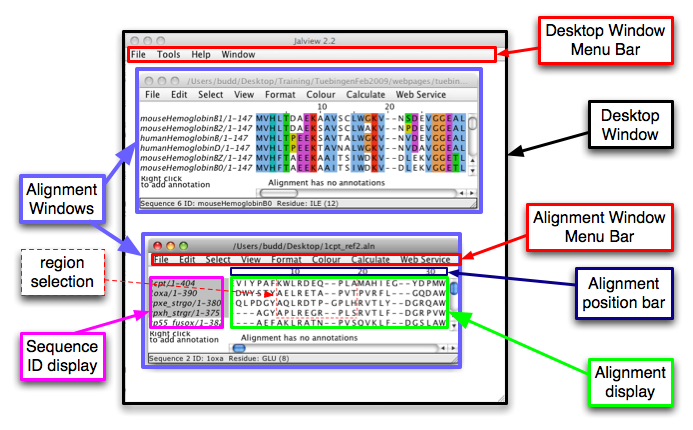 Jalview 2.2
File Tools Help Window
Desktop Window
Menu Bar
/Users/budd/Desktop/Training/TuebingenFeb2009/webpages/tuebin...
File Edit Select View Format Colour Calculate Web Service
10 20
mouseHemoglobinB1/1-147 MVHLTDAEKAAVSCLWGKV--NSDEVGGEAL
mouseHemoglobinB2/1-147 MVHLTDAEKSAVSCLWAKV--NPDEVGGEAL
humanHemoglobinB/1-147 MVHLTPEEKSAVTALWGKV--NVDEVGGEAL
humanHemoglobinD/1-147 MVHLTPEEKTAVNALWGKV--NVDAVGGEAL
mouseHemoglobinBZ/1-147 MVHFTAEEKAAITSIWDKV--DLEKVGGETL
mouseHemoglobinB0/1-147 MVHFTAEEKAAITSIWGKV--DLEKVGGETL
Right click
to add annotation
Alignment has no annotations
Sequence 6 ID: mouseHemoglobinB0 Residue: ILE (12)
Desktop
Window
Alignment
Windows
/Users/budd/Desktop/1cpt_ref2.aln
File Edit Select View Format Colour Calculate Web Service
Alignment Window
Menu Bar
10 20 30
region
selection
Alignment
position bar
cpt/1-404 VIYPAFKWLRDEQ--PLAMAHIEG--YDPMW
oxa/1-390
pxe_strgo/1-380 QLPDGYAQLRDTP-GPLHRVTLY--DGRQAW
pxh_strgr/1-375 ---AGYAPLREGR--PLSRVTLF--DGRPVW
p55_fusox/1-382 ---AEFAKLRATN--PVSQVKLF--DGSLAW
Right click
to add annotation
Alignment has no annotations
Sequence 2 ID: 1oxa Residue: GLU (8)
Sequence
ID display
Alignment
display